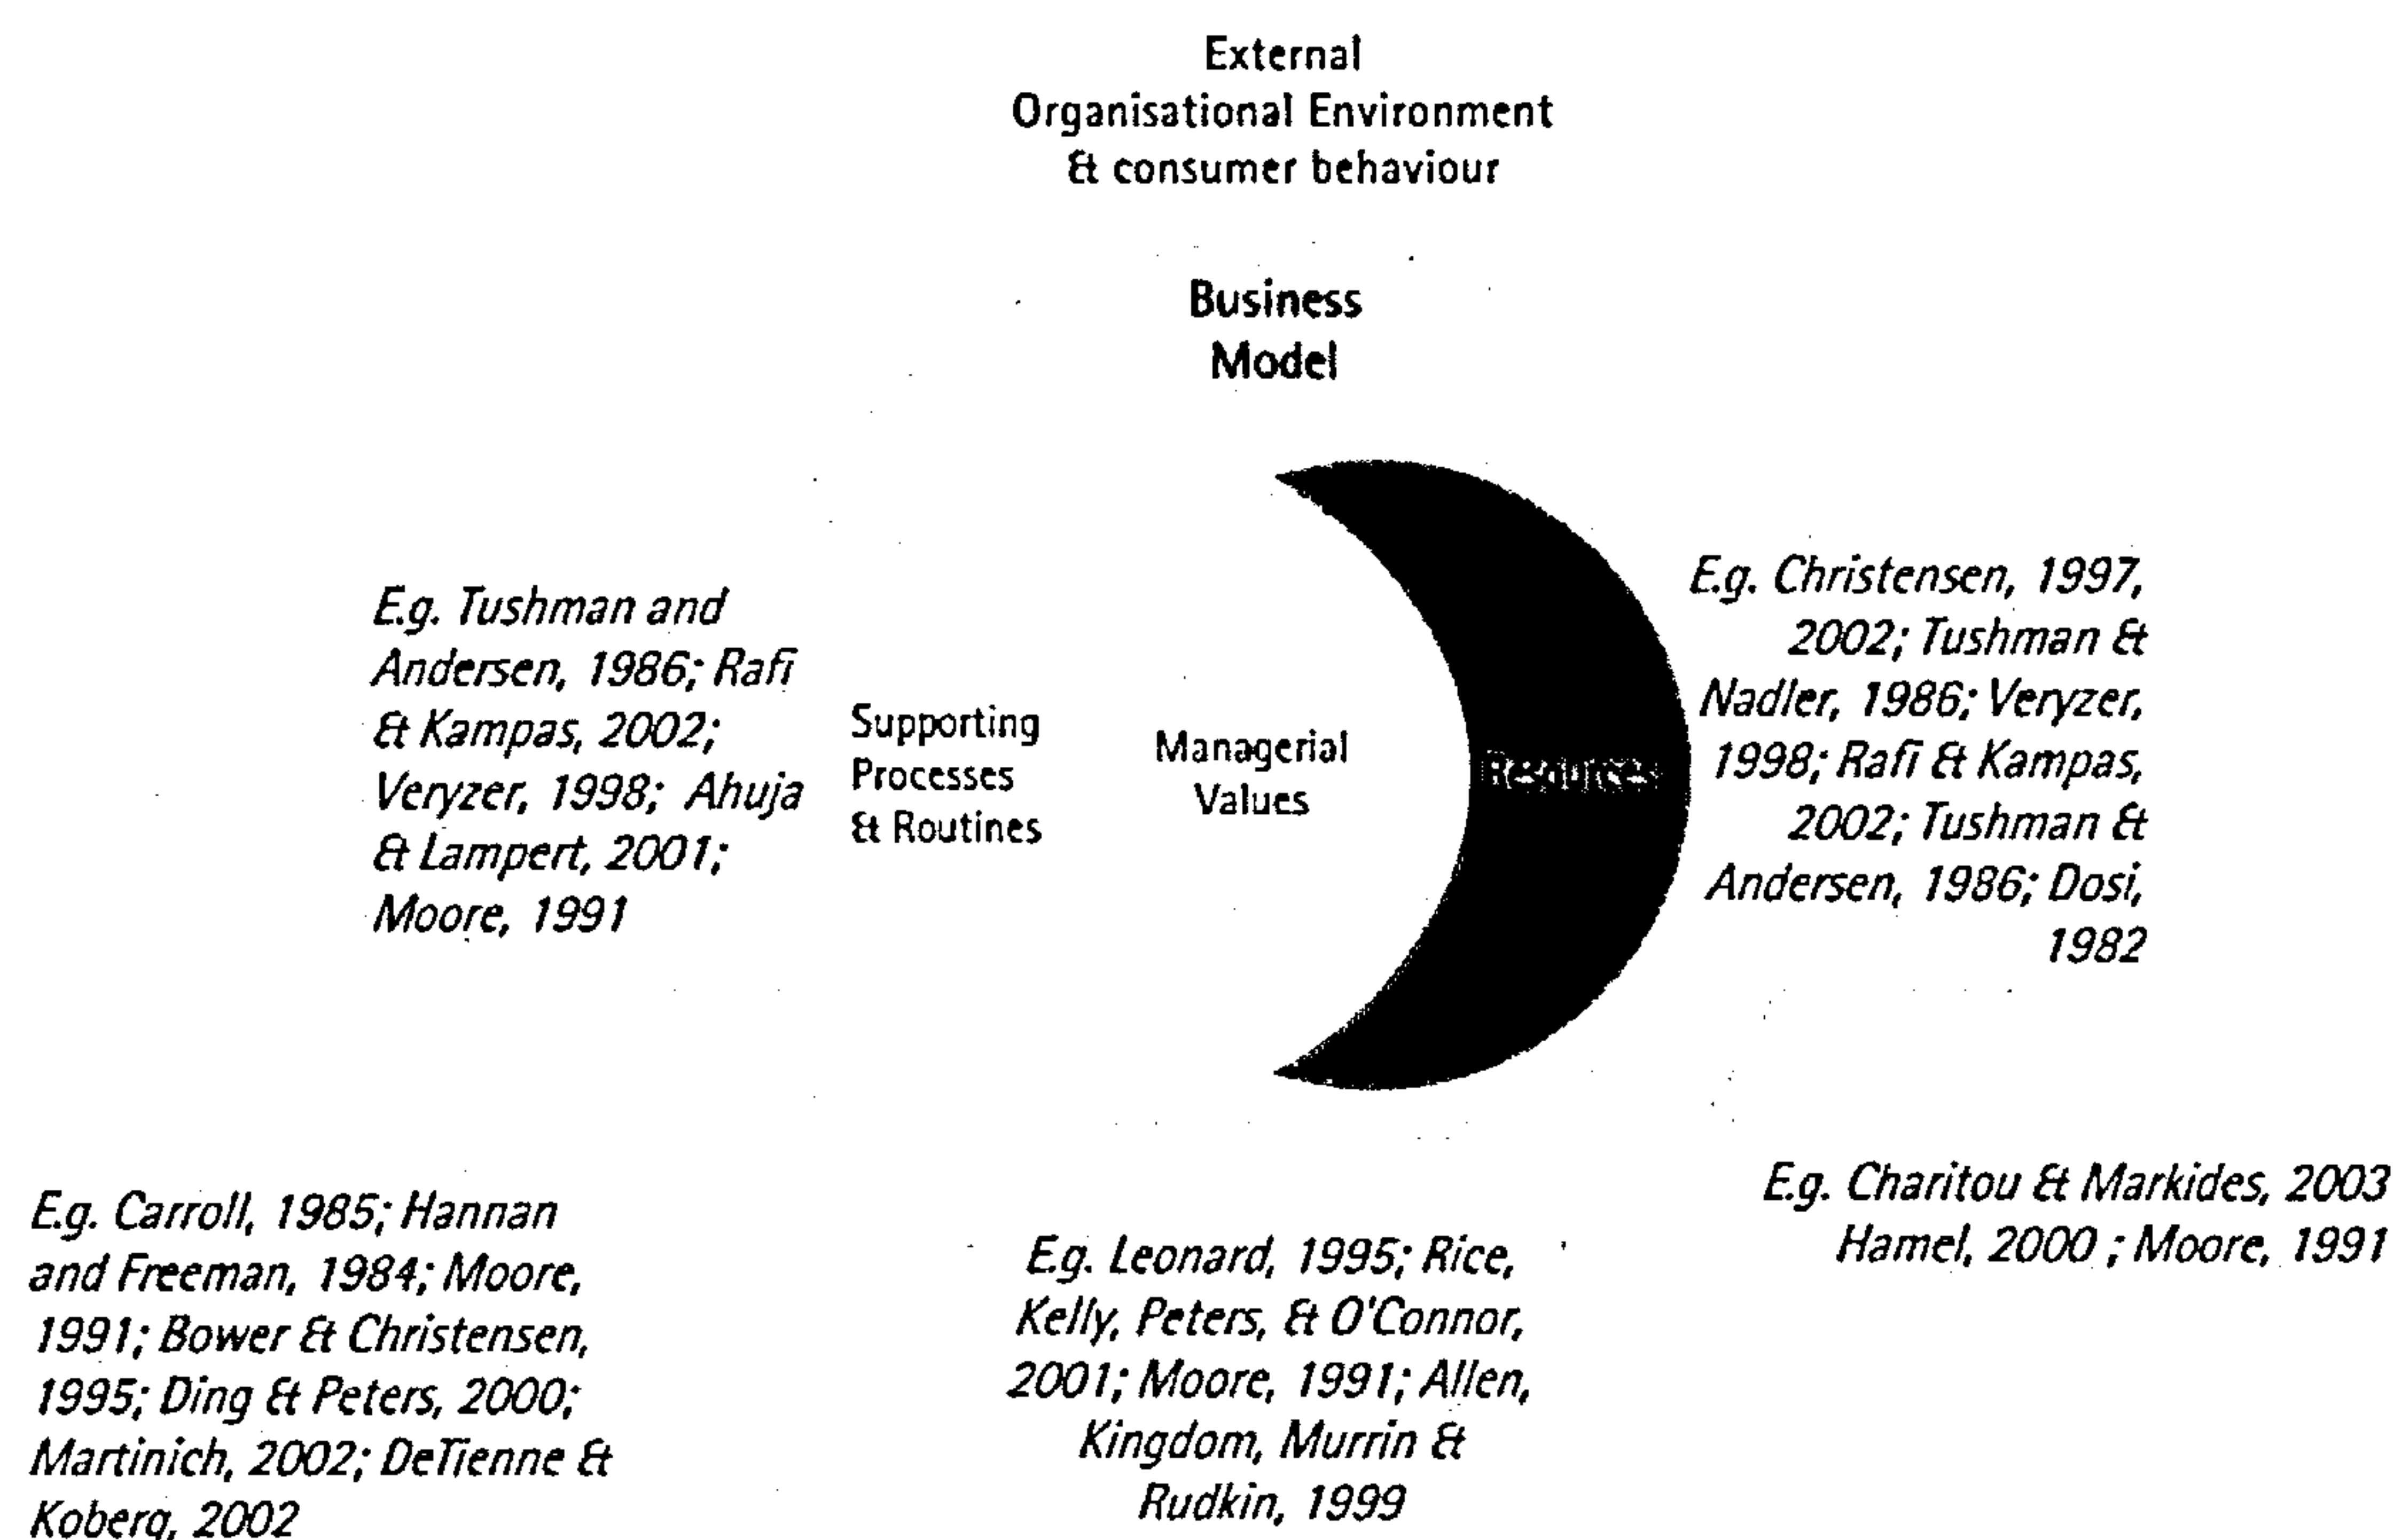 External
Organisational Environment
& consumer behaviour
Business
Model
E.g. Tushman and
Andersen, 1986; Rafi
& Kampas, 2002;
Veryzer, 1998; Ahuja
& Lampert, 2001;
Moore, 1991
Supporting
Processes
& Routines
Managerial
Values
Resources
E.g. Christensen, 1997,
2002; Tushman &
Nadler, 1986; Veryzer,
1998; Rafi & Kampas,
2002; Tushman &
Andersen, 1986; Dosi,
1982
E.g. Carroll, 1985; Hannan
and Freeman, 1984; Moore,
1991; Bower & Christensen,
1995; Ding & Peters, 2000;
Martinich, 2002; DeTienne &
Koberg, 2002
E.g. Leonard, 1995; Rice,
Kelly, Peters, & O'Connor,
2001; Moore, 1991; Allen,
Kingdom, Murrin &
Rudkin, 1999
E.g. Charitou & Markides, 2003
Hamel, 2000 ; Moore, 1991